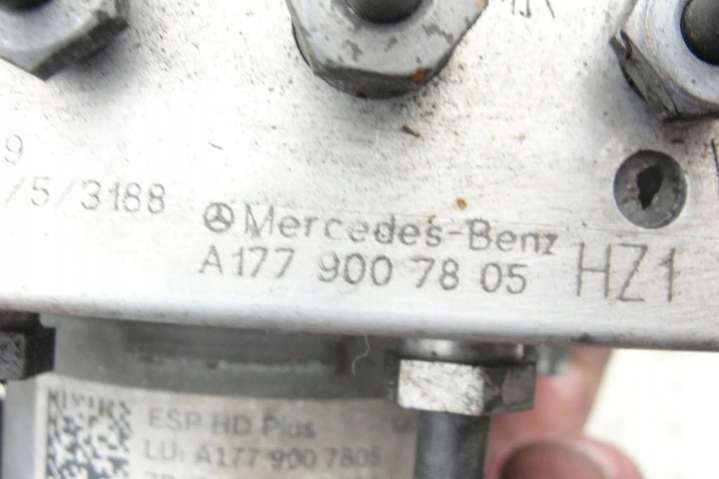 9
/5/3188
Mercedes-Benz
A177 900 78 05
HZ1
ESP HD Plus
LU: A177 900 7805